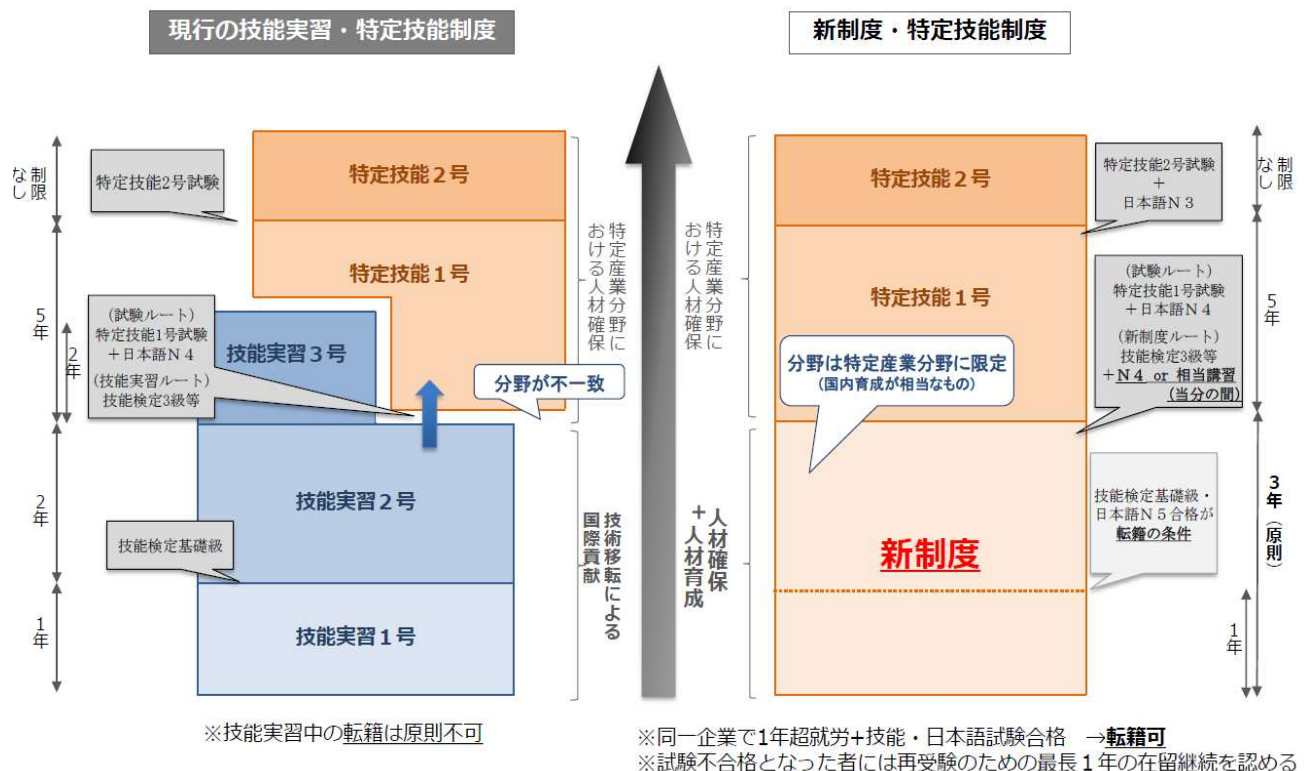 現行の技能実習・特定技能制度
制限
なし
5年
2年
2年
1年
特定技能2号試験
(試験ルート)
特定技能1号試験
＋日本語Ｎ４
(技能実習ルート)
技能検定3級等
技能検定基礎級
特定技能２号
特定技能１号
技能実習３号
分野が不一致
技能実習２号
技能実習１号
特定産業分野に
おける人材確保
技術移転による
国際貢献
※技能実習中の転籍は原則不可
新制度・特定技能制度
特定産業分野に
おける人材確保
人材確保
＋人材育成
特定技能２号
特定技能１号
分野は特定産業分野に限定
(国内育成が相当なもの)
新制度
特定技能2号試験
＋
日本語Ｎ３
(試験ルート)
特定技能1号試験
＋日本語Ｎ４
(新制度ルート)
技能検定3級等
＋Ｎ４ or 相当講習
(当分の間)
技能検定基礎級・
日本語Ｎ５合格が
転籍の条件
制限
なし
5年
3年（原則）
1年
※同一企業で1年超就労+技能・日本語試験合格　→転籍可
※試験不合格となった者には再受験のための最長１年の在留継続を認める